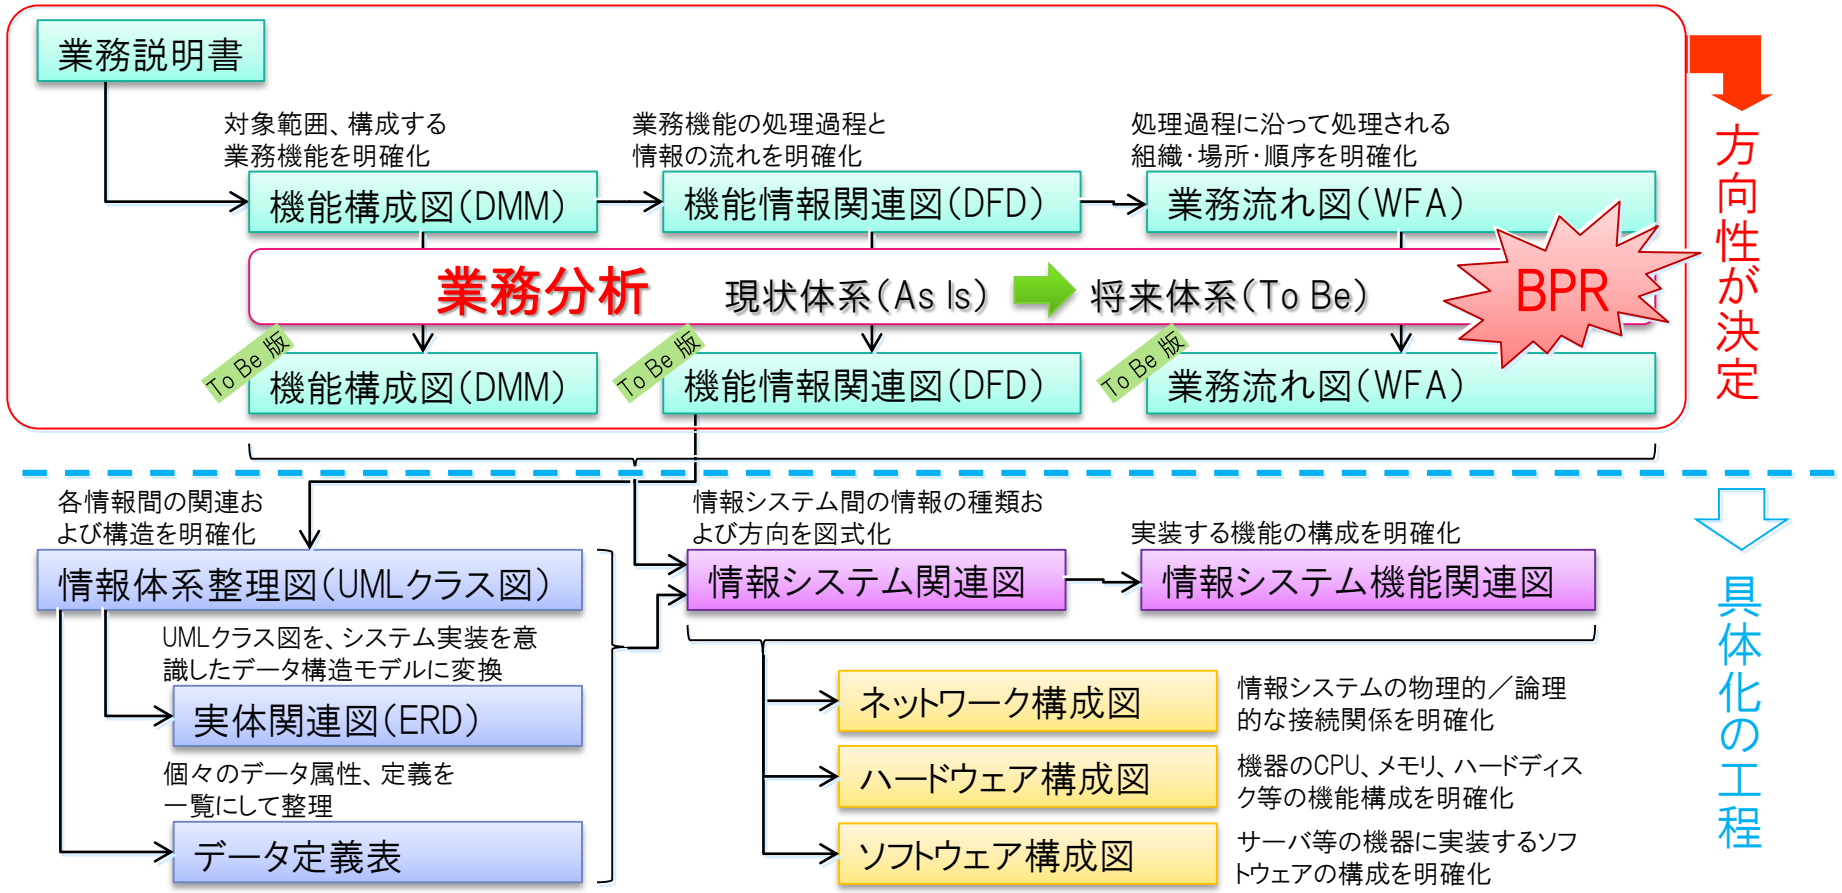 業務説明書
対象範囲、構成する
業務機能を明確化
業務機能の処理過程と
情報の流れを明確化
処理過程に沿って処理される
組織・場所・順序を明確化
機能構成図(DMM)
機能情報関連図(DFD)
業務流れ図(WFA)
業務分析
現状体系(As Is)
将来体系(To Be)
BPR
To Be 版
機能構成図(DMM)
To Be 版
機能情報関連図(DFD)
To Be 版
業務流れ図(WFA)
方向性が決定
各情報間の関連お
よび構造を明確化
情報体系整理図(UMLクラス図)
UMLクラス図を、システム実装を意
識したデータ構造モデルに変換
実体関連図(ERD)
個々のデータ属性、定義を
一覧にして整理
データ定義表
情報システム間の情報の種類お
よび方向を図式化
情報システム関連図
実装する機能の構成を明確化
情報システム機能関連図
ネットワーク構成図
情報システムの物理的／論理
的な接続関係を明確化
ハードウェア構成図
機器のCPU、メモリ、ハードディス
ク等の機能構成を明確化
ソフトウェア構成図
サーバ等の機器に実装するソフ
トウェアの構成を明確化
具体化の工程